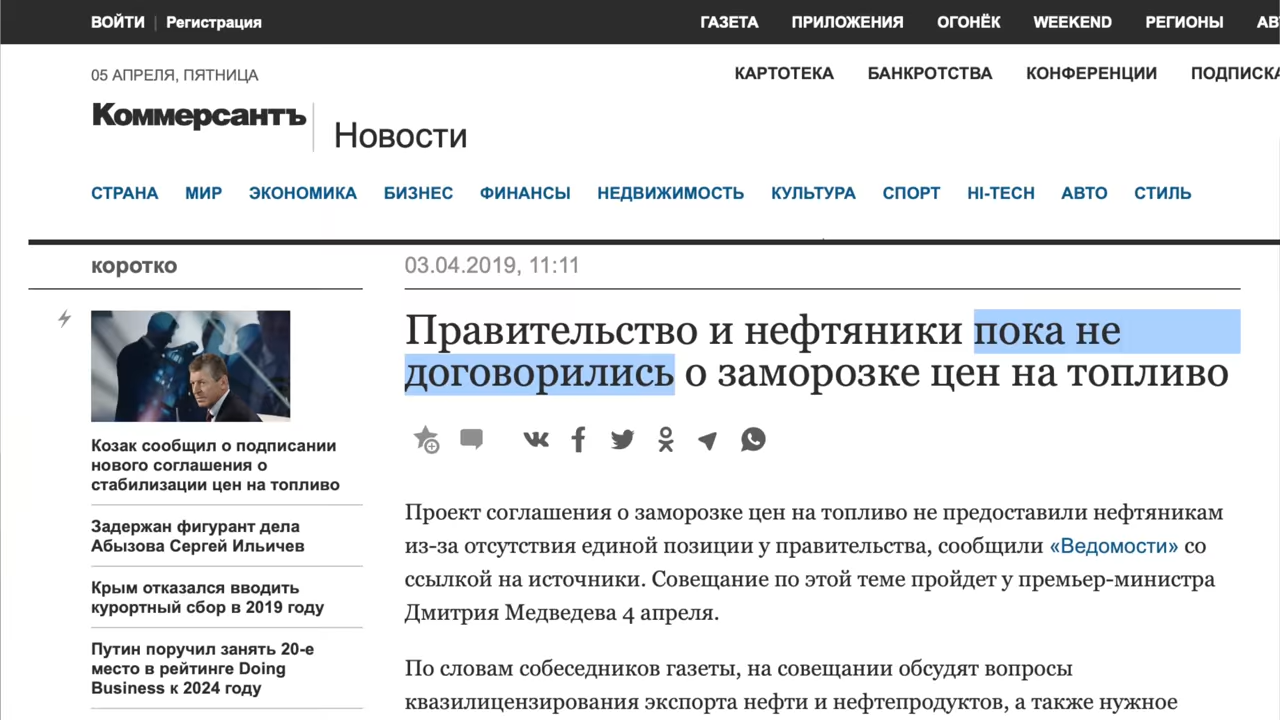 ВОЙТИ Регистрация ГАЗЕТА ПРИЛОЖЕНИЯ ОГОНЁК WEEKEND РЕГИОНЫ
05 АПРЕЛЯ, ПЯТНИЦА КАРТОТЕКА БАНКРОТСТВА КОНФЕРЕНЦИИ ПОДПИСКА
Коммерсантъ Новости
СТРАНА МИР ЭКОНОМИКА БИЗНЕС ФИНАНСЫ НЕДВИЖИМОСТЬ КУЛЬТУРА СПОРТ HI-TECH АВТО СТИЛЬ
коротко
Козак сообщил о подписании
нового соглашения о
стабилизации цен на топливо
Задержан фигурант дела
Абызова Сергей Ильичев
Крым отказался вводить
курортный сбор в 2019 году
Путин поручил занять 20-е
место в рейтинге Doing
Business к 2024 году
03.04.2019, 11:11
Правительство и нефтяники пока не
договорились о заморозке цен на топливо
Проект соглашения о заморозке цен на топливо не предоставили нефтяникам
из-за отсутствия единой позиции у правительства, сообщили «Ведомости» со
ссылкой на источники. Совещание по этой теме пройдет у премьер-министра
Дмитрия Медведева 4 апреля.
По словам собеседников газеты, на совещании обсудят вопросы
квазилицензирования экспорта нефти и нефтепродуктов, а также нужное